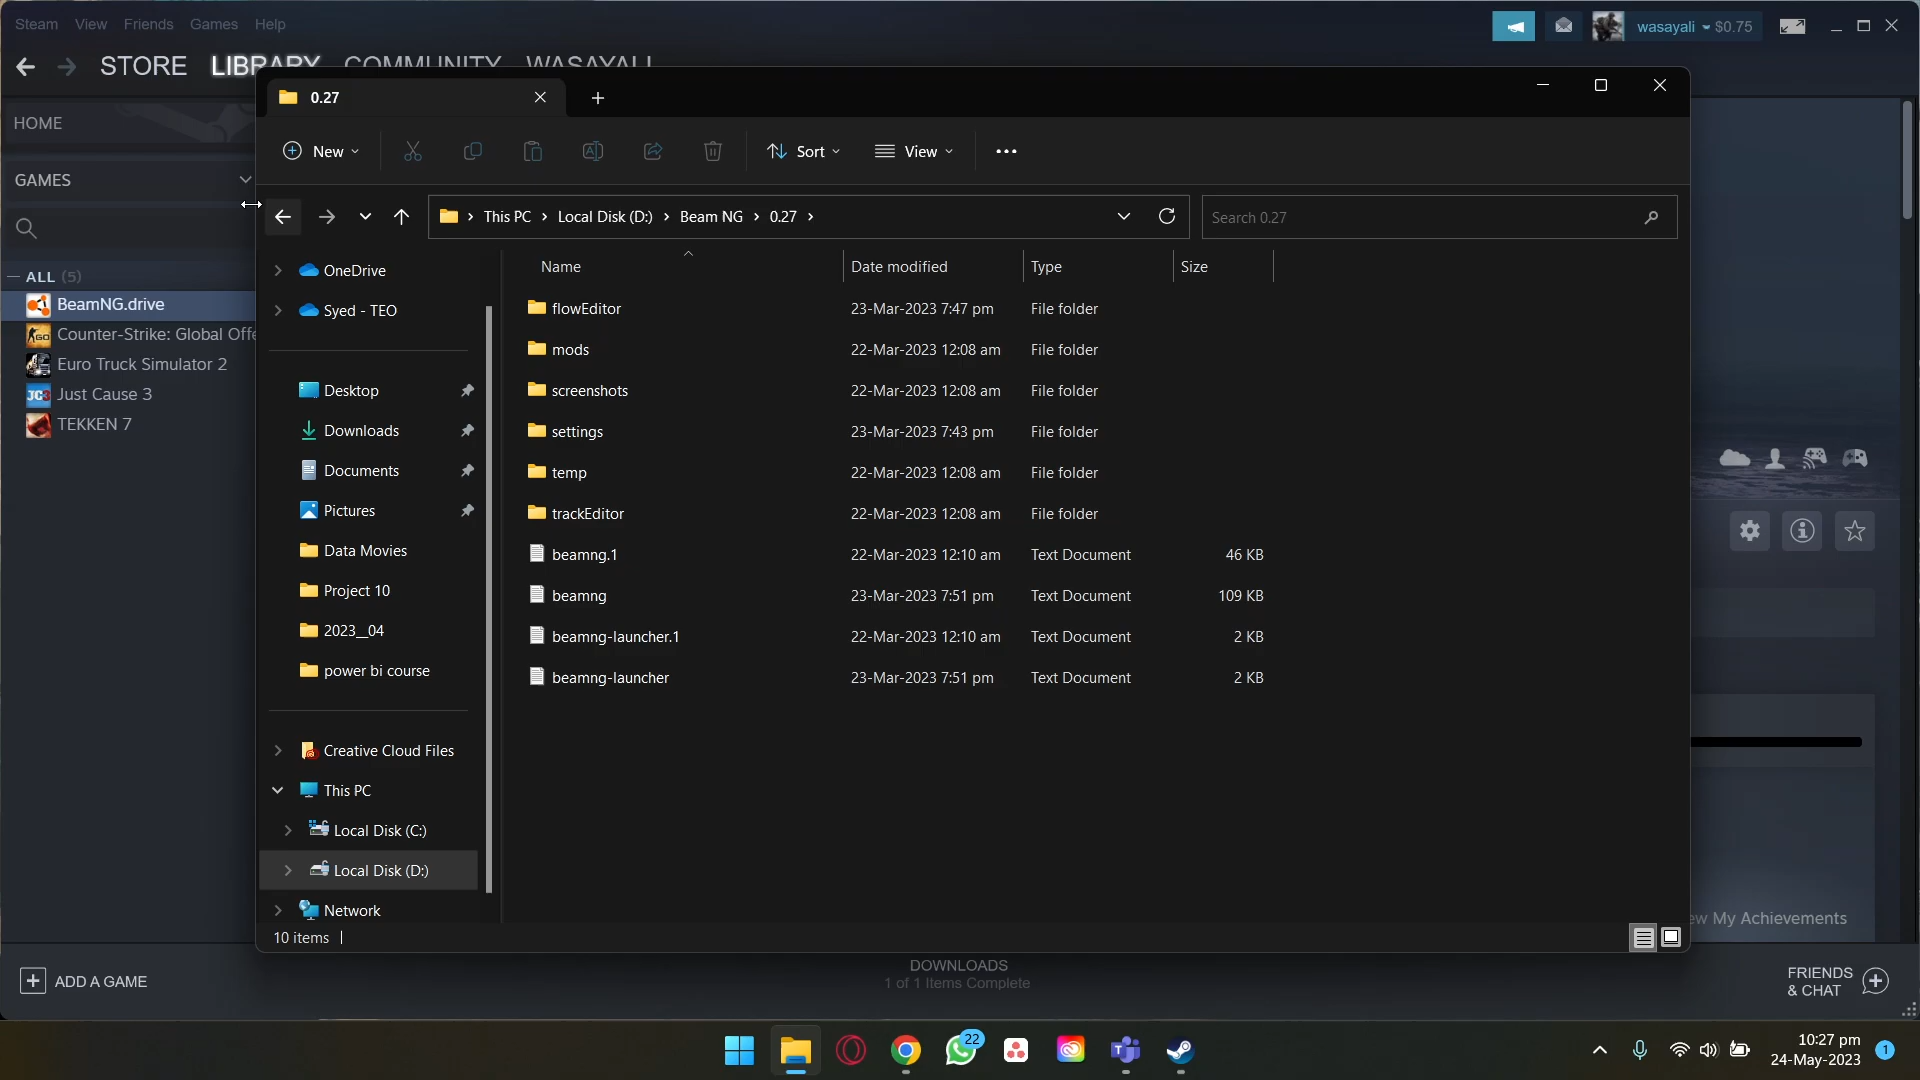 Steam View Friends Games Help
wasayali $0.75
STORE LIBRARY COMMUNITY WASAYALI
0.27
HOME
New Sort View
GAMES
This PC Local Disk (D:) Beam NG 0.27
Search 0.27
Name Date modified Type Size
ALL (5)
BeamNG.drive
Counter-Strike: Global Offe
Euro Truck Simulator 2
Just Cause 3
TEKKEN 7
OneDrive
Syed - TEO
Desktop
Downloads
Documents
Pictures
Data Movies
Project 10
2023__04
power bi course
Creative Cloud Files
This PC
Local Disk (C:)
Local Disk (D:)
Network
flowEditor 23-Mar-2023 7:47 pm File folder
mods 22-Mar-2023 12:08 am File folder
screenshots 22-Mar-2023 12:08 am File folder
settings 23-Mar-2023 7:43 pm File folder
temp 22-Mar-2023 12:08 am File folder
trackEditor 22-Mar-2023 12:08 am File folder
beamng.1 22-Mar-2023 12:10 am Text Document 46 KB
beamng 23-Mar-2023 7:51 pm Text Document 109 KB
beamng-launcher.1 22-Mar-2023 12:10 am Text Document 2 KB
beamng-launcher 23-Mar-2023 7:51 pm Text Document 2 KB
10 items
ew My Achievements
ADD A GAME
DOWNLOADS
1 of 1 Items Complete
FRIENDS
& CHAT
22
10:27 pm
24-May-2023
1